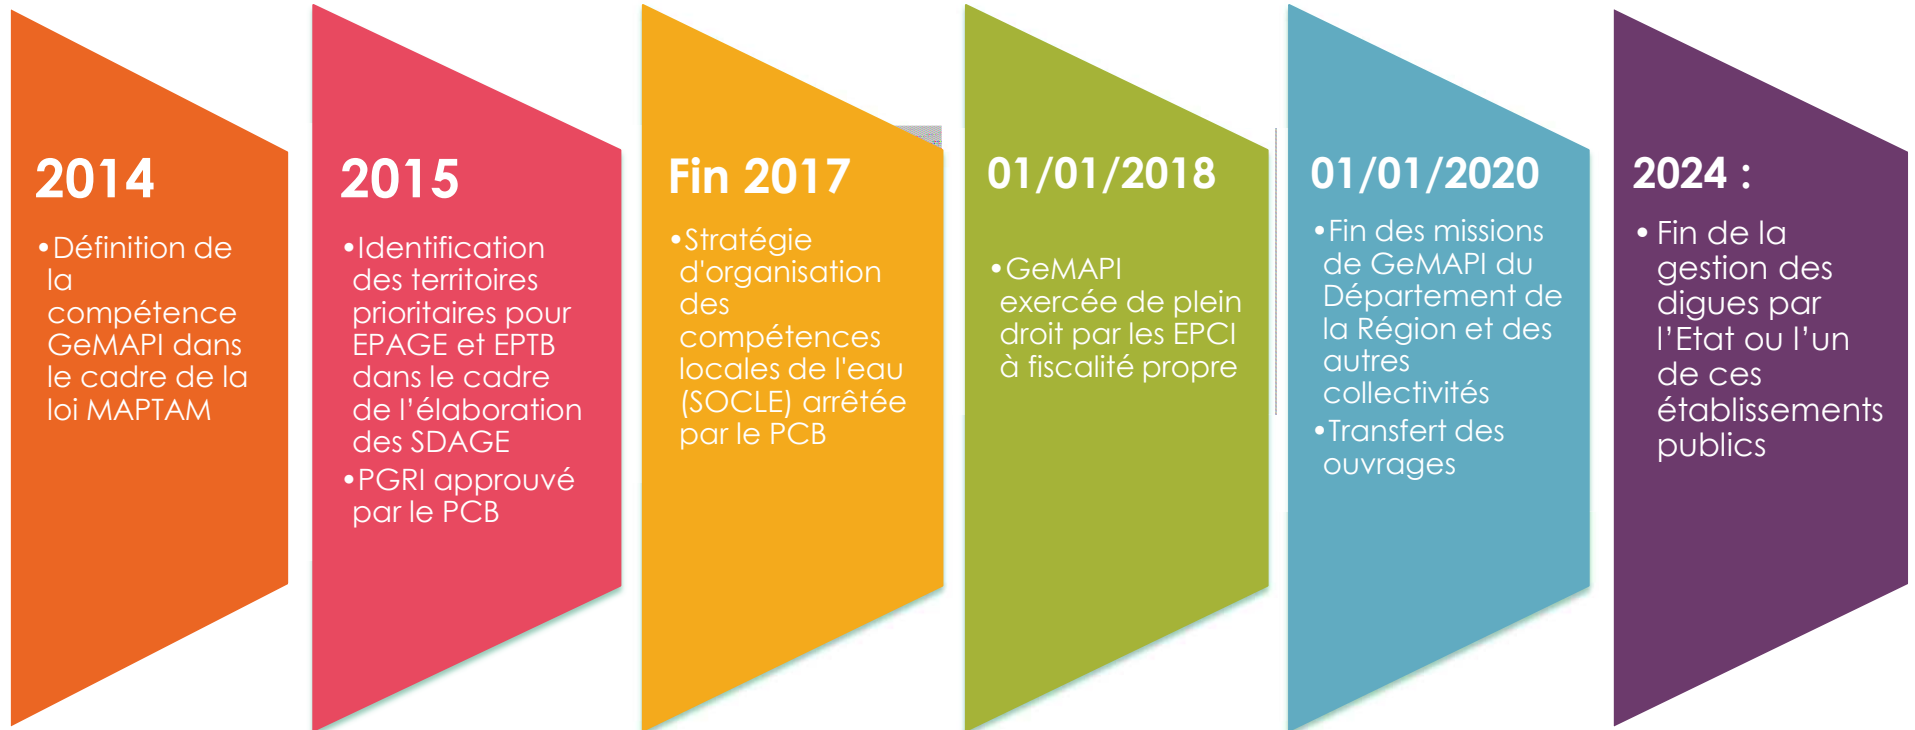 2014
•Définition de
la
compétence
GeMAPI dans
le cadre de la
loi MAPTAM
2015
•Identification
des territoires
prioritaires pour
EPAGE et EPTB
dans le cadre
de l’élaboration
des SDAGE
•PGRI approuvé
par le PCB
Fin 2017
•Stratégie
d'organisation
des
compétences
locales de l'eau
(SOCLE) arrêtée
par le PCB
01/01/2018
•GeMAPI
exercée de plein
droit par les EPCI
à fiscalité propre
01/01/2020
•Fin des missions
de GeMAPI du
Département de
la Région et des
autres
collectivités
•Transfert des
ouvrages
2024 :
• Fin de la
gestion des
digues par
l’Etat ou l’un
de ces
établissements
publics